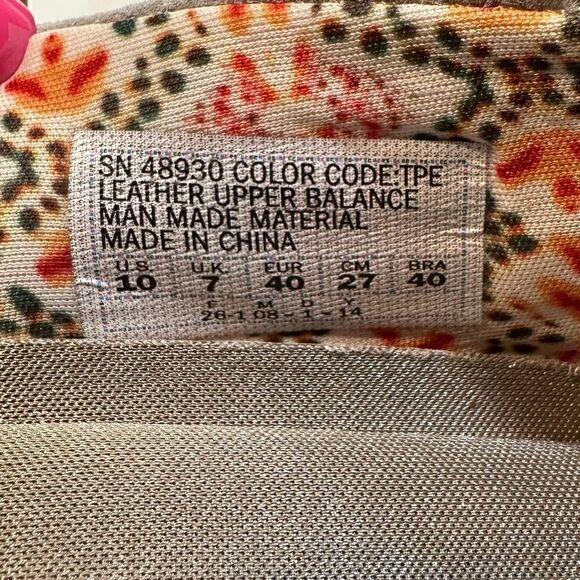 SN 48930 COLOR CODE:TPE
LEATHER UPPER BALANCE
MAN MADE MATERIAL
MADE IN CHINA
U.S. U.K. EUR CM BRA
10 7 40 27 40
F M D Y
26-1 08-1-14